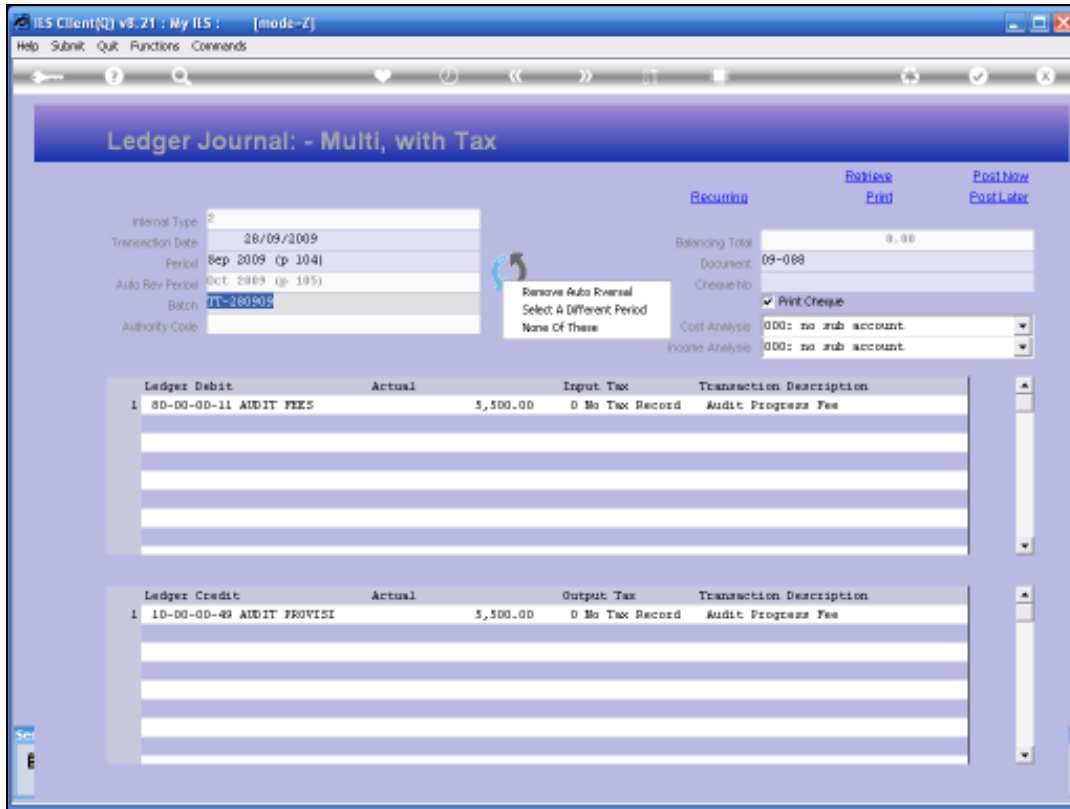 IES Client(Q) v8.21 : My IES :    [mode-Z]
Help Submit Quit Functions Commands
Ledger Journal: - Multi, with Tax
Retrieve Post Now
Recurring Print Post Later
Internal Type 2
Transaction Date 28/09/2009
Balancing Total 0.00
Period Sep 2009 (p 104)
Document 09-088
Auto Rev Period Oct 2009 (p 105)
Cheque No
Batch TT-280909
Print Cheque
Authority Code
Cost Analysis 000: no sub account
Income Analysis 000: no sub account
Remove Auto Rversal
Select A Different Period
None Of These
Ledger Debit Actual Input Tax Transaction Description
1 80-00-00-11 AUDIT FEES 5,500.00 0 No Tax Record Audit Progress Fee
Ledger Credit Actual Output Tax Transaction Description
1 10-00-00-49 AUDIT PROVISI 5,500.00 0 No Tax Record Audit Progress Fee